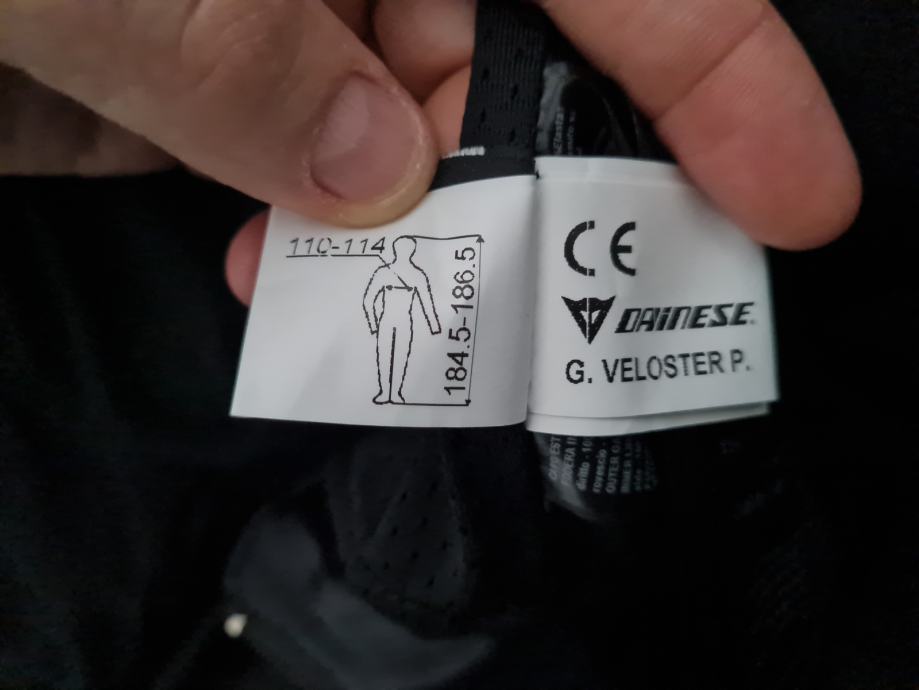 110-114
184.5-186.5
CE
DAINESE
G. VELOSTER P.